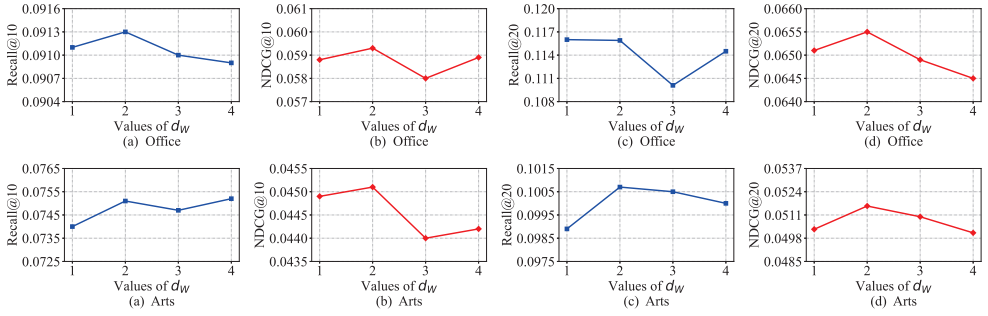 Recall@10
0.0916
0.0913
0.0910
0.0907
0.0904
1 2 3 4
Values of d_W
(a) Office
NDCG@10
0.061
0.060
0.059
0.058
0.057
1 2 3 4
Values of d_W
(b) Office
Recall@20
0.120
0.117
0.114
0.111
0.108
1 2 3 4
Values of d_W
(c) Office
NDCG@20
0.0660
0.0655
0.0650
0.0645
0.0640
1 2 3 4
Values of d_W
(d) Office
Recall@10
0.0765
0.0755
0.0745
0.0735
0.0725
1 2 3 4
Values of d_W
(a) Arts
NDCG@10
0.0455
0.0450
0.0445
0.0440
0.0435
1 2 3 4
Values of d_W
(b) Arts
Recall@20
0.1015
0.1005
0.0995
0.0985
0.0975
1 2 3 4
Values of d_W
(c) Arts
NDCG@20
0.0537
0.0524
0.0511
0.0498
0.0485
1 2 3 4
Values of d_W
(d) Arts